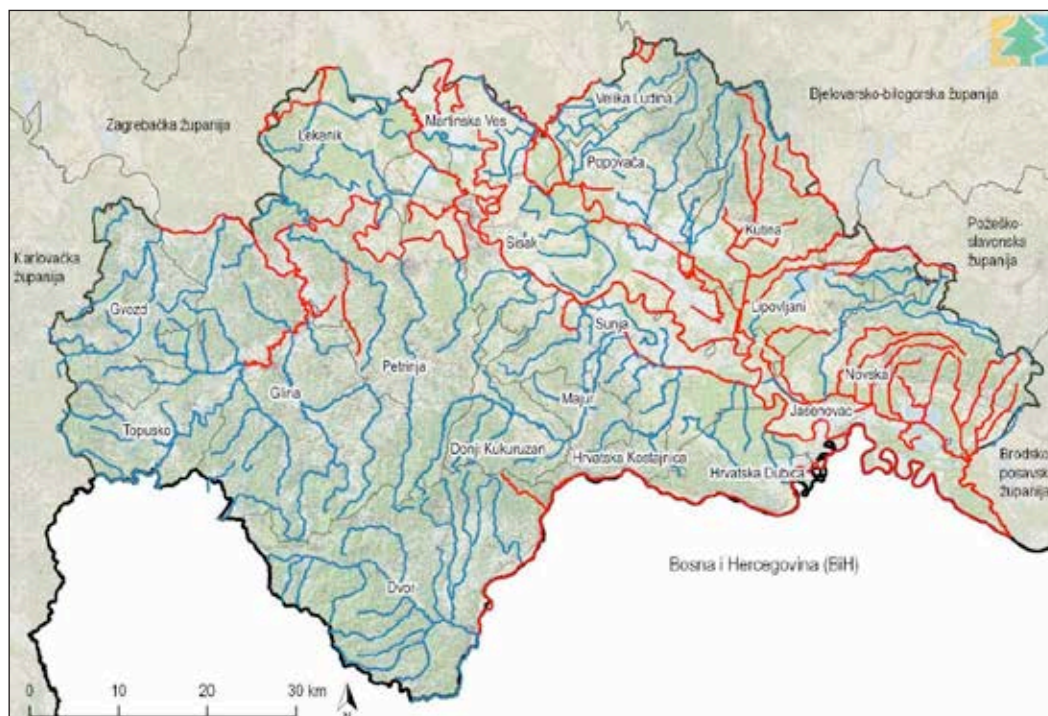 Bjelovarsko-bilogorska županija
Velika Ludina
Zagrebačka županija
Martinska Ves
Lekenik
Popovača
Požeško-
slavonska
županija
Kutina
Sisak
Karlovačka
županija
Gvozd
Lipovljani
Sunja
Petrinja
Novska
Glina
Majur
Jasenovac
Topusko
Donji Kukuruzari
Hrvatska Kostajnica
Hrvatska Dubica
Brodsko
posavska
županija
Bosna i Hercegovina (BiH)
Dvor
0 10 20 30 km
N